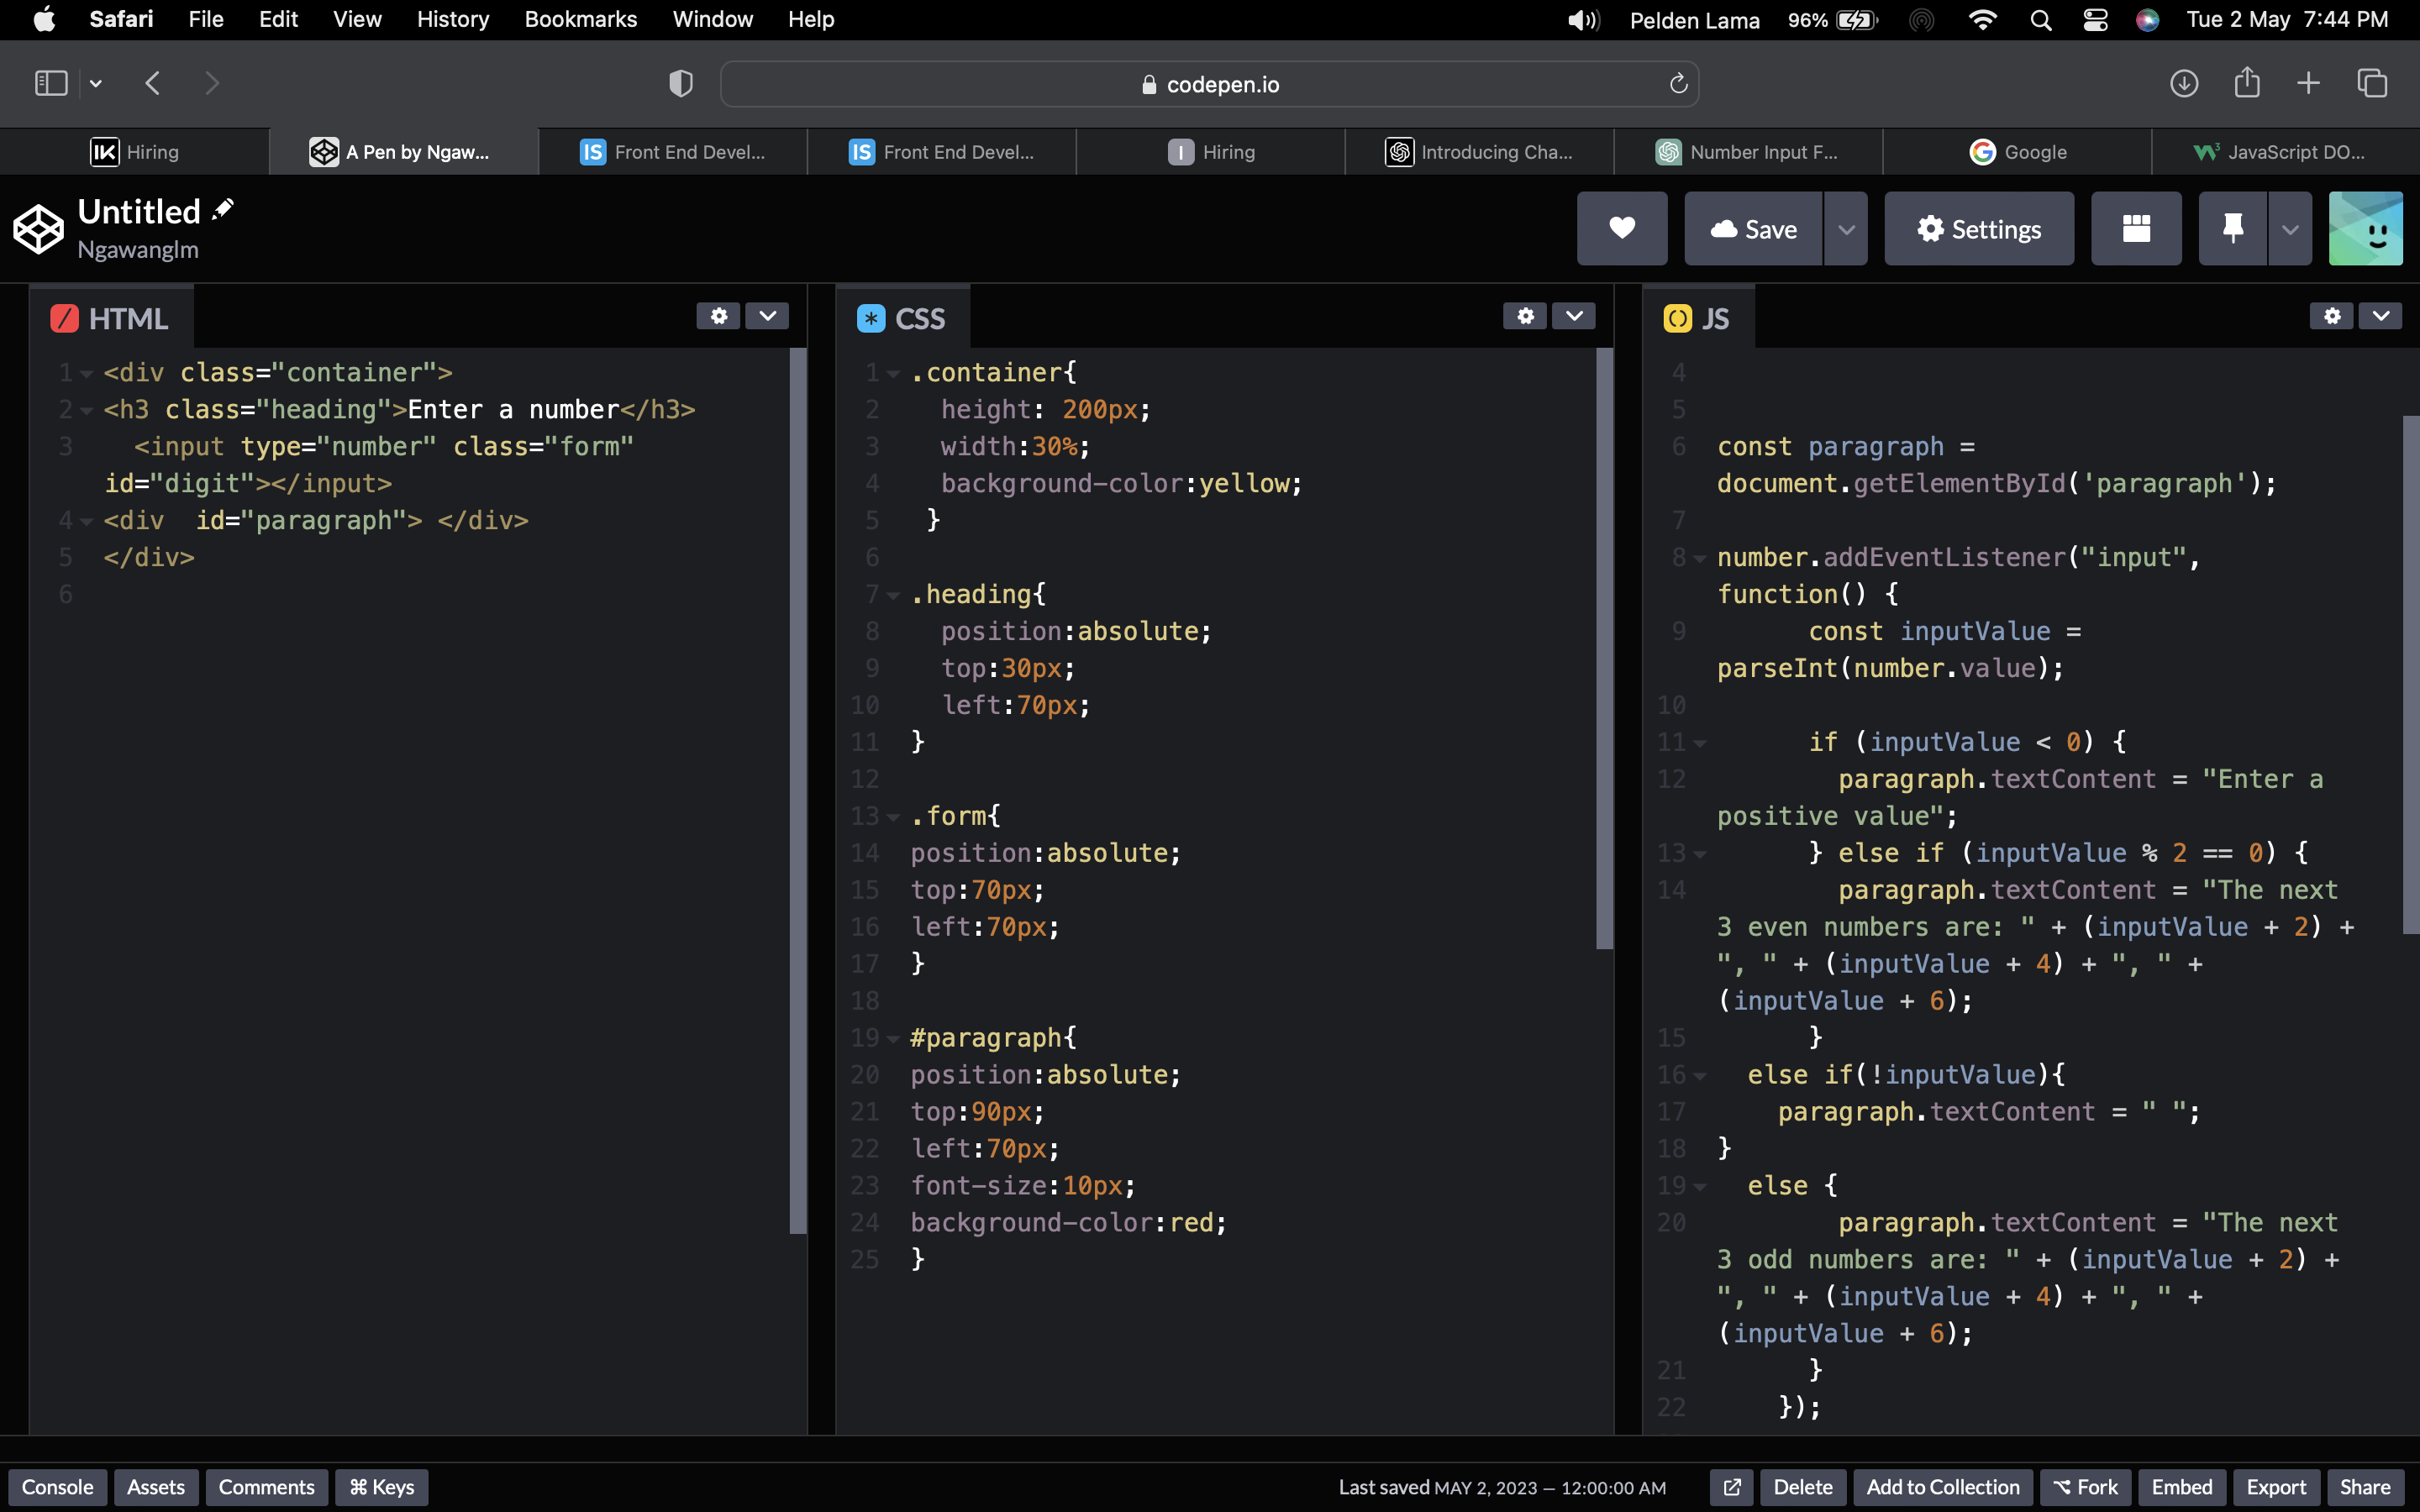 Safari File Edit View History Bookmarks Window Help Pelden Lama 96% Tue 2 May 7:44 PM
codepen.io
IK Hiring
A Pen by Ngaw...
IS Front End Devel...
IS Front End Devel...
I Hiring
Introducing Cha...
Number Input F...
Google
JavaScript DO...
Untitled
Ngawanglm
Save
Settings
HTML
1 <div class="container">
2 <h3 class="heading">Enter a number</h3>
3 <input type="number" class="form"
id="digit"></input>
4 <div  id="paragraph"> </div>
5 </div>
6
CSS
1 .container{
2 height: 200px;
3 width:30%;
4 background-color:yellow;
5 }
6
7 .heading{
8 position:absolute;
9 top:30px;
10 left:70px;
11 }
12
13 .form{
14 position:absolute;
15 top:70px;
16 left:70px;
17 }
18
19 #paragraph{
20 position:absolute;
21 top:90px;
22 left:70px;
23 font-size:10px;
24 background-color:red;
25 }
JS
4
5
6 const paragraph =
document.getElementById('paragraph');
7
8 number.addEventListener("input",
function() {
9 const inputValue =
parseInt(number.value);
10
11 if (inputValue < 0) {
12 paragraph.textContent = "Enter a
positive value";
13 } else if (inputValue % 2 == 0) {
14 paragraph.textContent = "The next
3 even numbers are: " + (inputValue + 2) +
", " + (inputValue + 4) + ", " +
(inputValue + 6);
15 }
16 else if(!inputValue){
17 paragraph.textContent = " ";
18 }
19 else {
20 paragraph.textContent = "The next
3 odd numbers are: " + (inputValue + 2) +
", " + (inputValue + 4) + ", " +
(inputValue + 6);
21 }
22 });
Console Assets Comments ⌘ Keys Last saved MAY 2, 2023 — 12:00:00 AM Delete Add to Collection Fork Embed Export Share